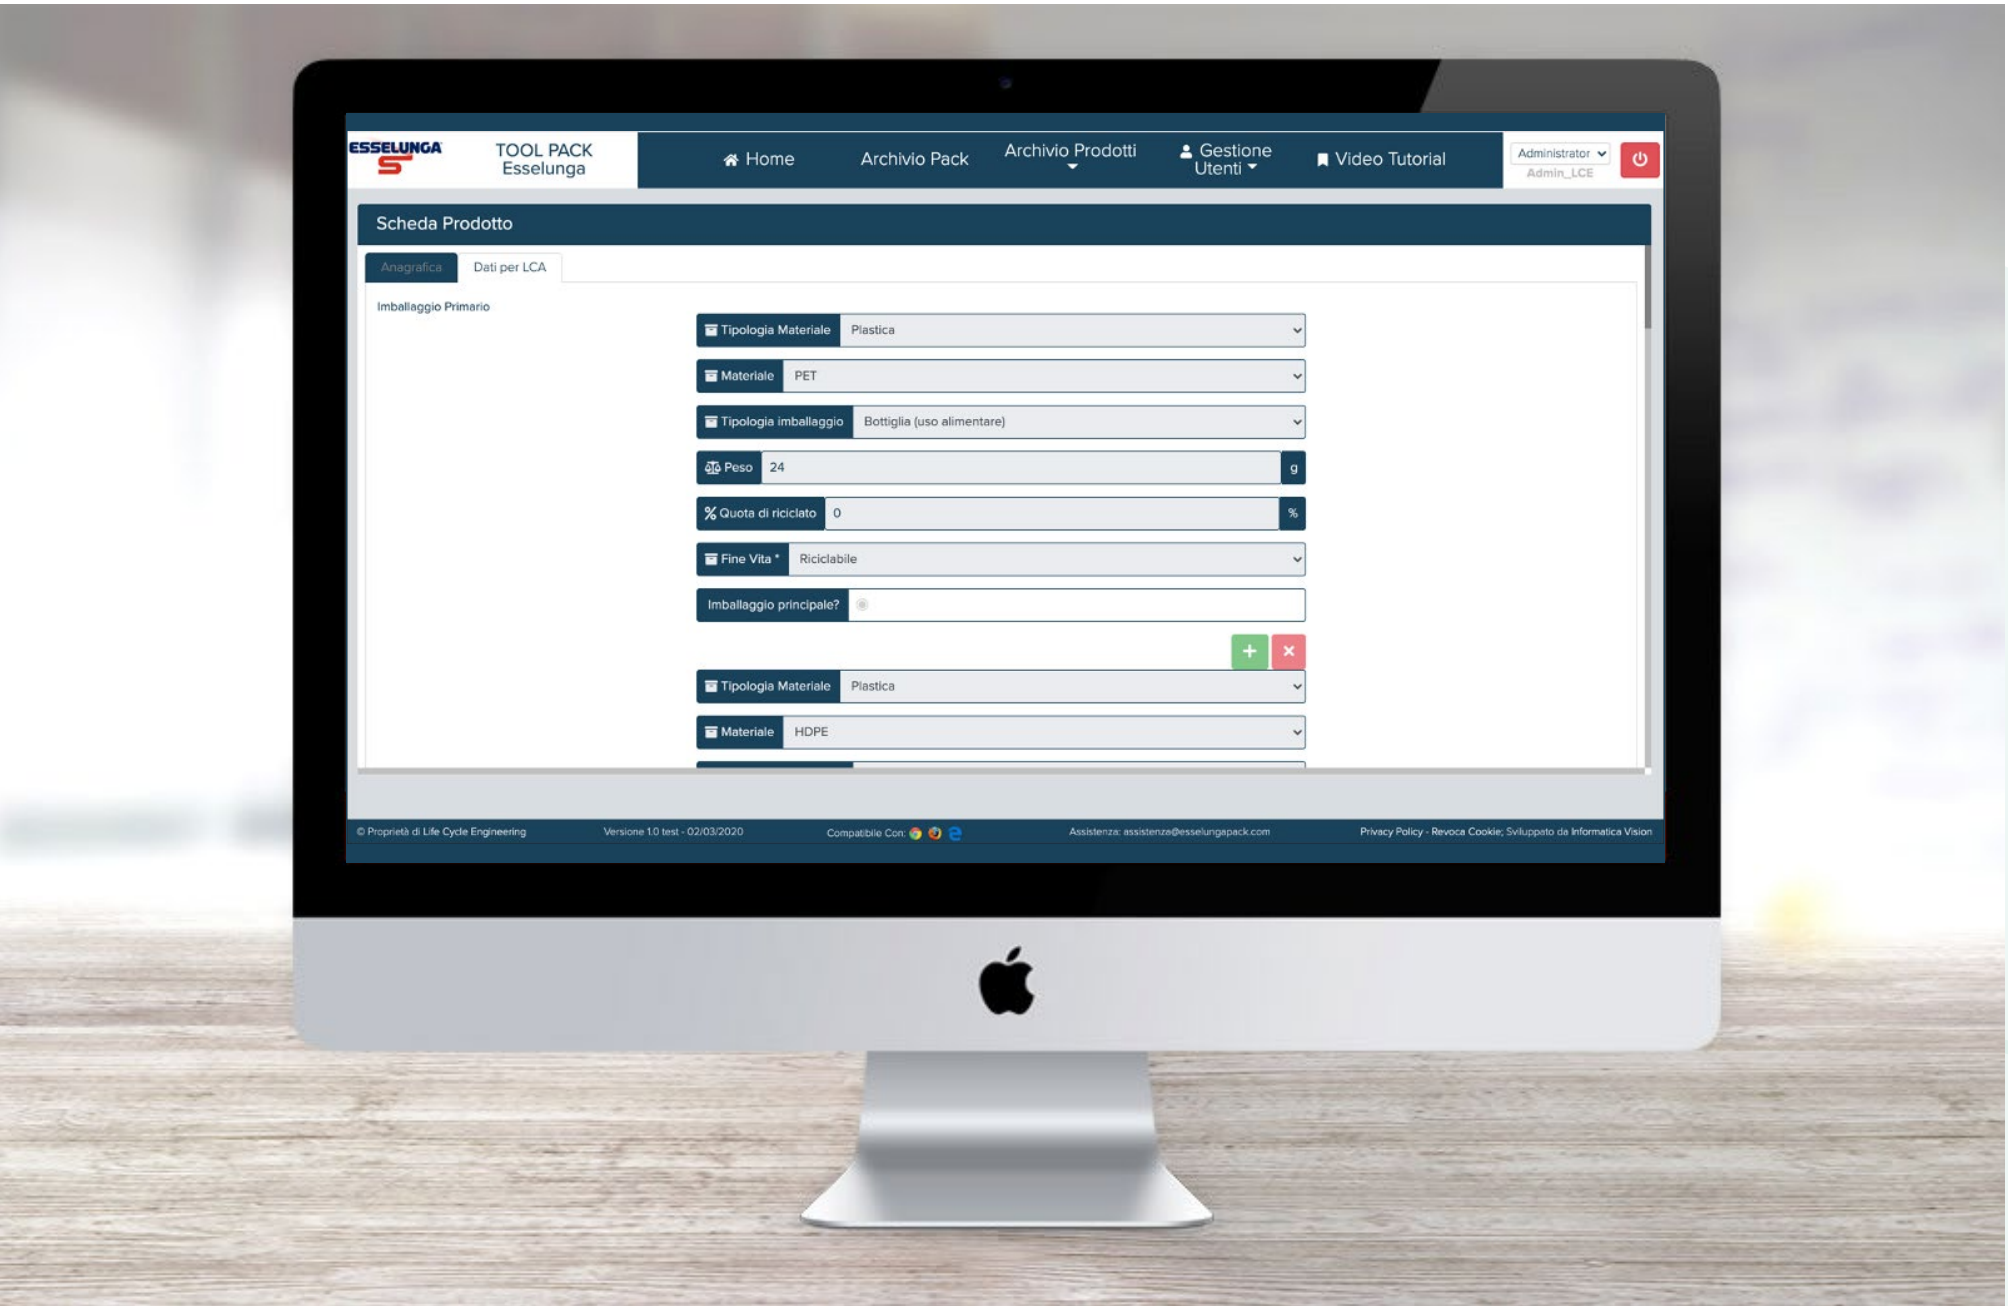 ESSELUNGA
TOOL PACK
Esselunga
Home
Archivio Pack
Archivio Prodotti
Gestione
Utenti
Video Tutorial
Administrator
Admin_LCE
Scheda Prodotto
Anagrafica
Dati per LCA
Imballaggio Primario
Tipologia Materiale Plastica
Materiale PET
Tipologia imballaggio Bottiglia (uso alimentare)
Peso 24 g
% Quota di riciclato 0 %
Fine Vita * Riciclabile
Imballaggio principale?
Tipologia Materiale Plastica
Materiale HDPE
© Proprietà di Life Cycle Engineering
Versione 1.0 test - 02/03/2020
Compatibile Con:
Assistenza: assistenza@esselungapack.com
Privacy Policy - Revoca Cookie; Sviluppato da Informatica Vision